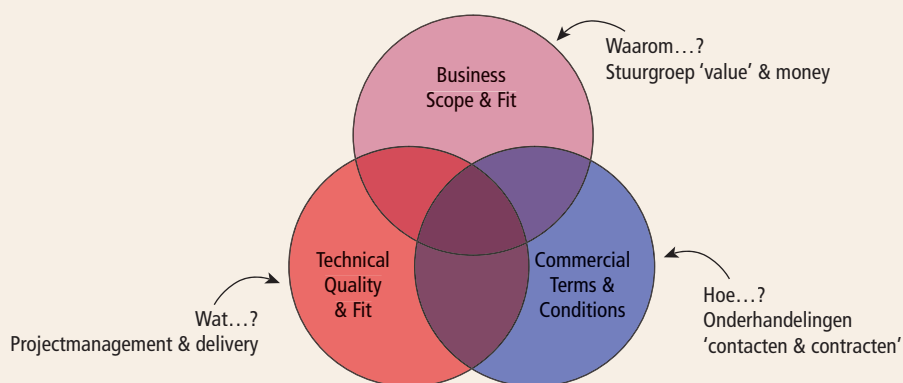 Waarom…?
Stuurgroep ‘value’ & money
Business
Scope & Fit
Technical
Quality
& Fit
Commercial
Terms &
Conditions
Wat…?
Projectmanagement & delivery
Hoe…?
Onderhandelingen
‘contacten & contracten’